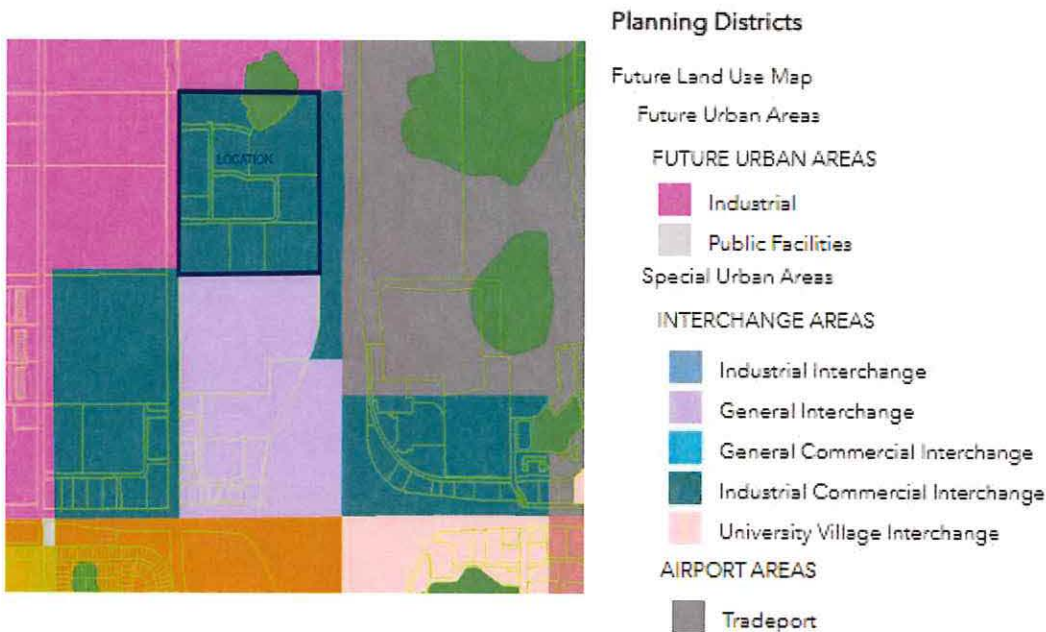 Planning Districts
Future Land Use Map
Future Urban Areas
FUTURE URBAN AREAS
Industrial
Public Facilities
Special Urban Areas
INTERCHANGE AREAS
Industrial Interchange
General Interchange
General Commercial Interchange
Industrial Commercial Interchange
University Village Interchange
AIRPORT AREAS
Tradeport
LOCATION